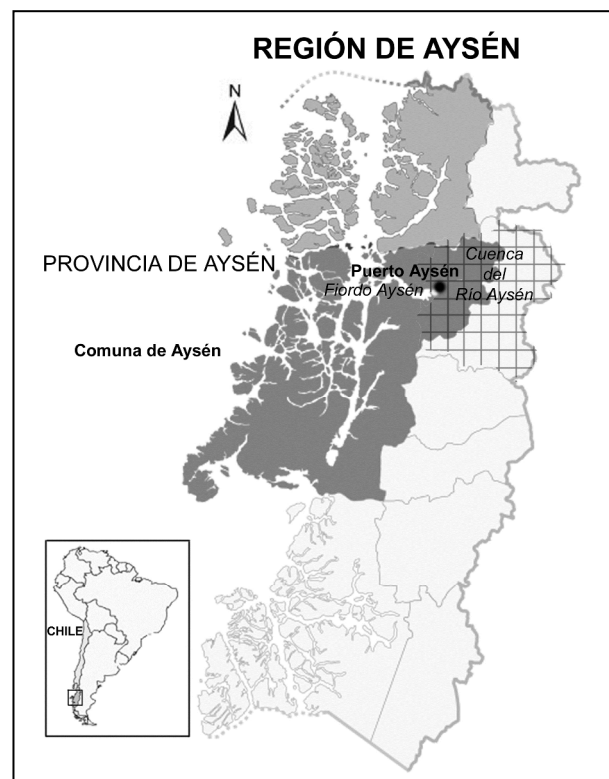 REGIÓN DE AYSÉN
N
PROVINCIA DE AYSÉN
Puerto Aysén
Fiordo Aysén
Cuenca
del
Río Aysén
Comuna de Aysén
CHILE